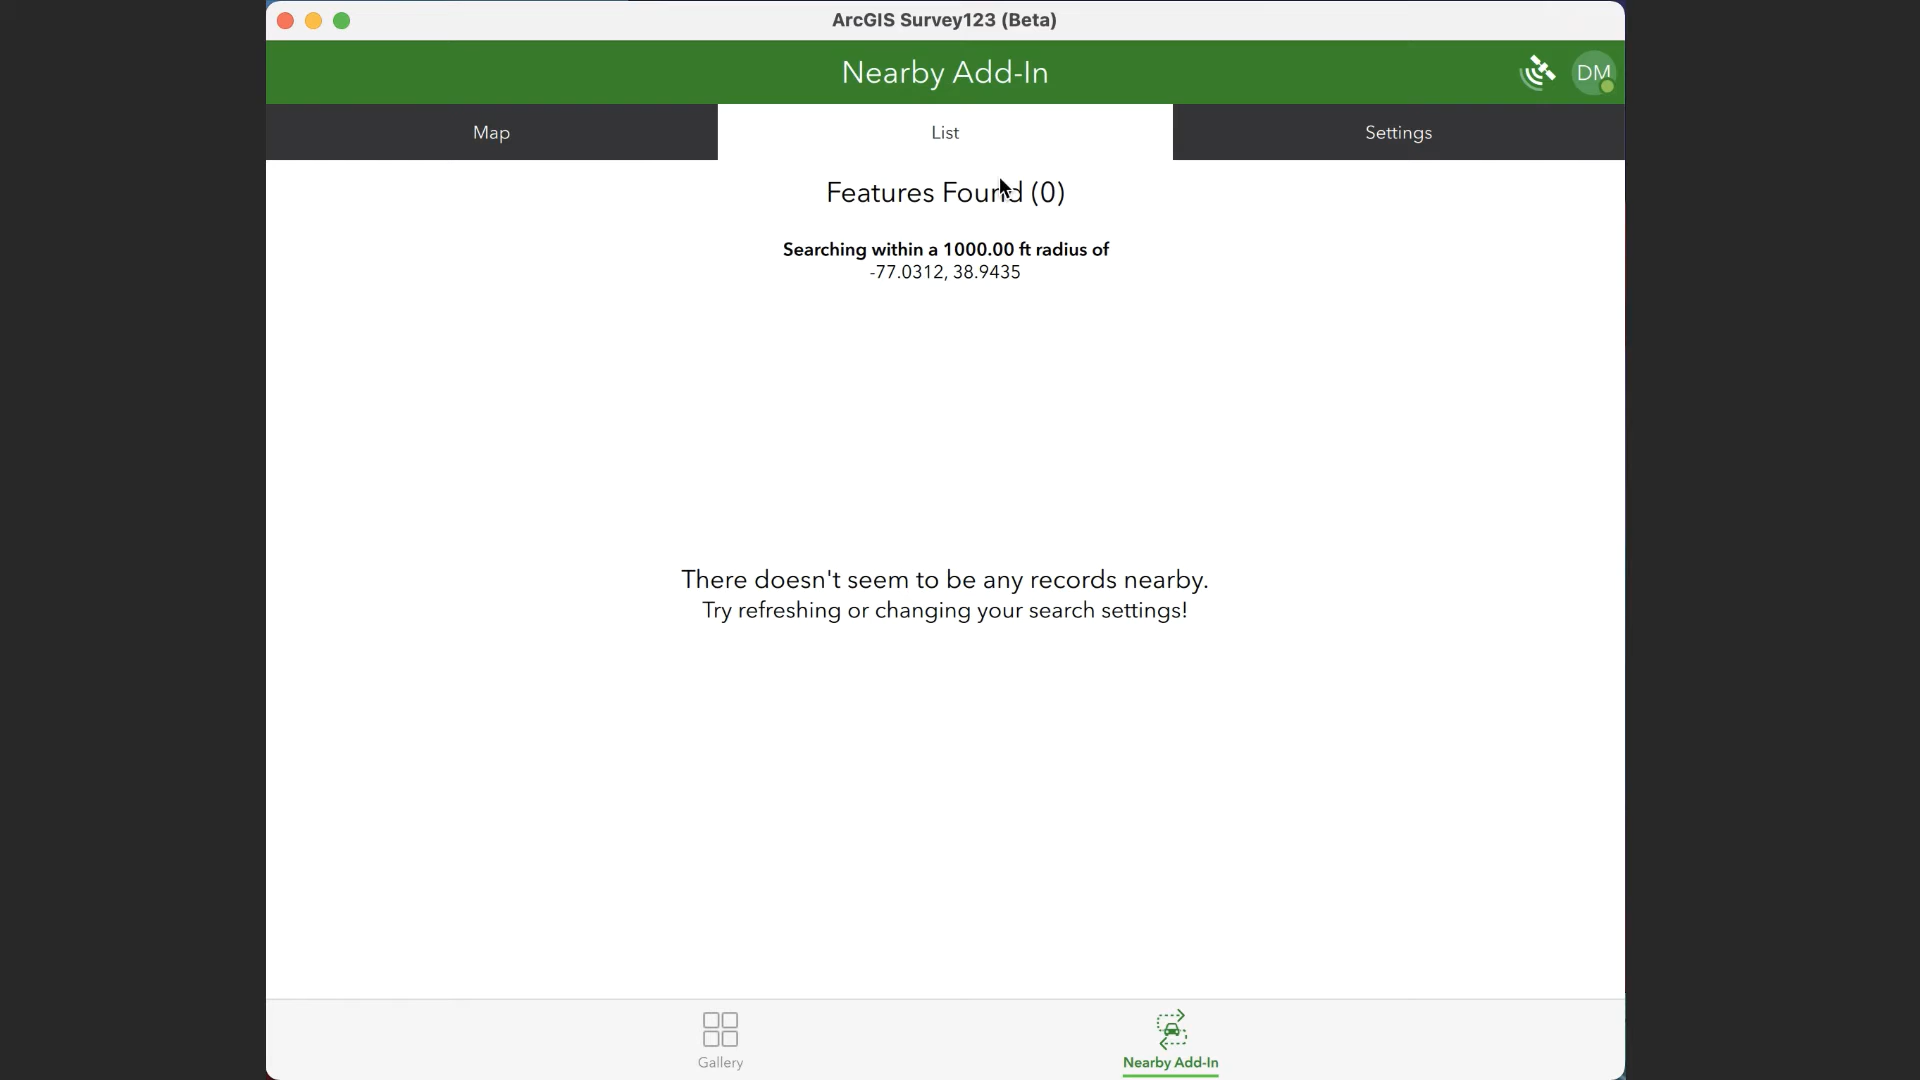 ArcGIS Survey123 (Beta)
Nearby Add-In
DM
Map
List
Settings
Features Found (0)
Searching within a 1000.00 ft radius of
-77.0312, 38.9435
There doesn't seem to be any records nearby.
Try refreshing or changing your search settings!
Gallery
Nearby Add-In